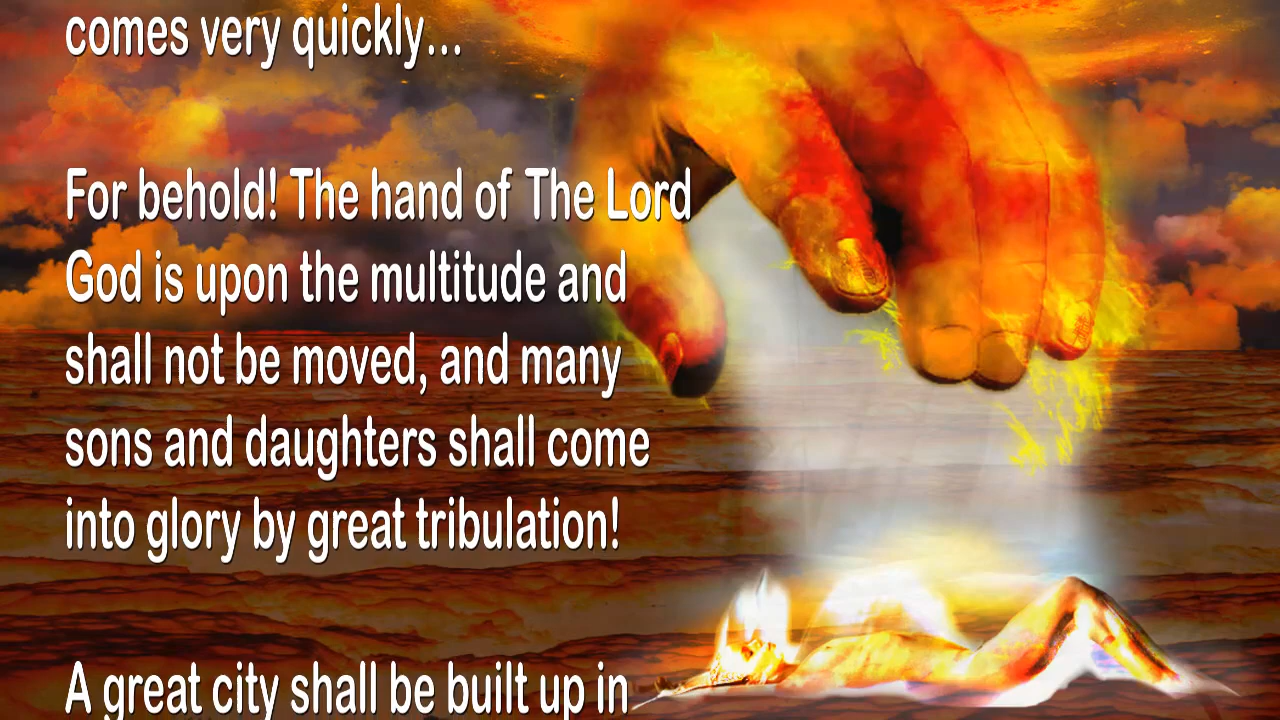 comes very quickly...
For behold! The hand of The Lord
God is upon the multitude and
shall not be moved, and many
sons and daughters shall come
into glory by great tribulation!
A great city shall be built up in